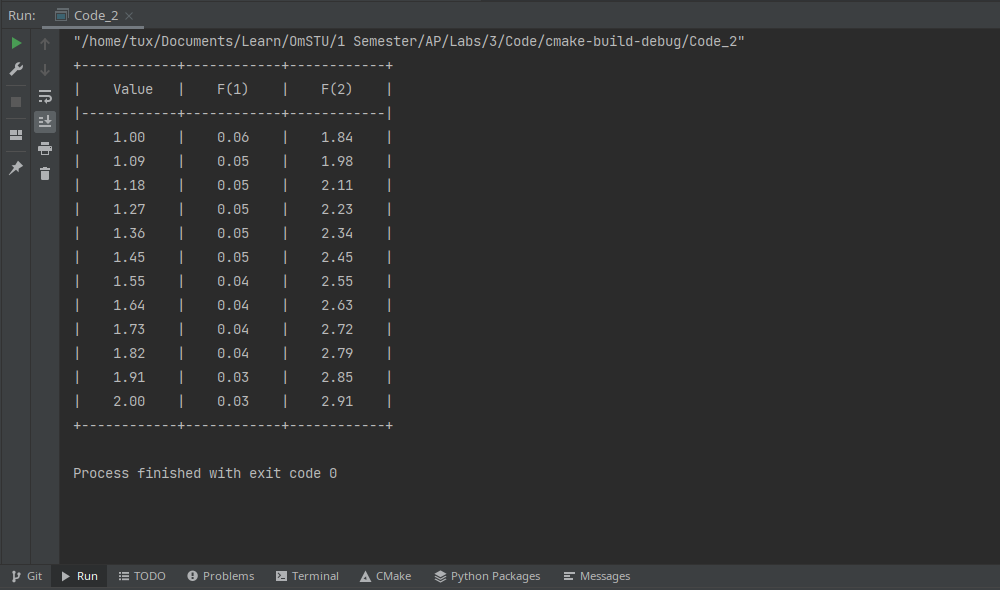 Run: Code_2
"/home/tux/Documents/Learn/OmSTU/1 Semester/AP/Labs/3/Code/cmake-build-debug/Code_2"
+------------+------------+------------+
|    Value   |    F(1)    |    F(2)    |
|------------+------------+------------|
|    1.00    |    0.06    |    1.84    |
|    1.09    |    0.05    |    1.98    |
|    1.18    |    0.05    |    2.11    |
|    1.27    |    0.05    |    2.23    |
|    1.36    |    0.05    |    2.34    |
|    1.45    |    0.05    |    2.45    |
|    1.55    |    0.04    |    2.55    |
|    1.64    |    0.04    |    2.63    |
|    1.73    |    0.04    |    2.72    |
|    1.82    |    0.04    |    2.79    |
|    1.91    |    0.03    |    2.85    |
|    2.00    |    0.03    |    2.91    |
+------------+------------+------------+
Process finished with exit code 0
Git Run TODO Problems Terminal CMake Python Packages Messages